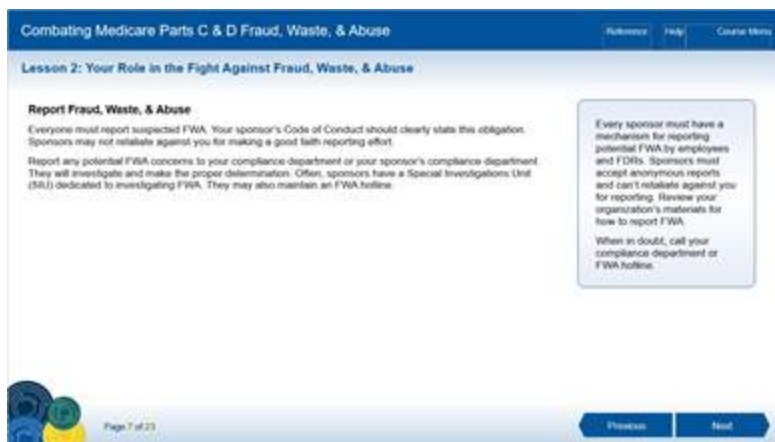 Combating Medicare Parts C & D Fraud, Waste, & Abuse
Reference Help Course Menu
Lesson 2: Your Role in the Fight Against Fraud, Waste, & Abuse
Report Fraud, Waste, & Abuse
Everyone must report suspected FWA. Your sponsor's Code of Conduct should clearly state this obligation.
Sponsors may not retaliate against you for making a good faith reporting effort.
Report any potential FWA concerns to your compliance department or your sponsor's compliance department.
They will investigate and make the proper determination. Often, sponsors have a Special Investigations Unit
(SIU) dedicated to investigating FWA. They may also maintain an FWA hotline.
Every sponsor must have a
mechanism for reporting
potential FWA by employees
and FDRs. Sponsors must
accept anonymous reports
and can't retaliate against you
for reporting. Review your
organization's materials for
how to report FWA.
When in doubt, call your
compliance department or
FWA hotline.
Page 7 of 23
Previous Next